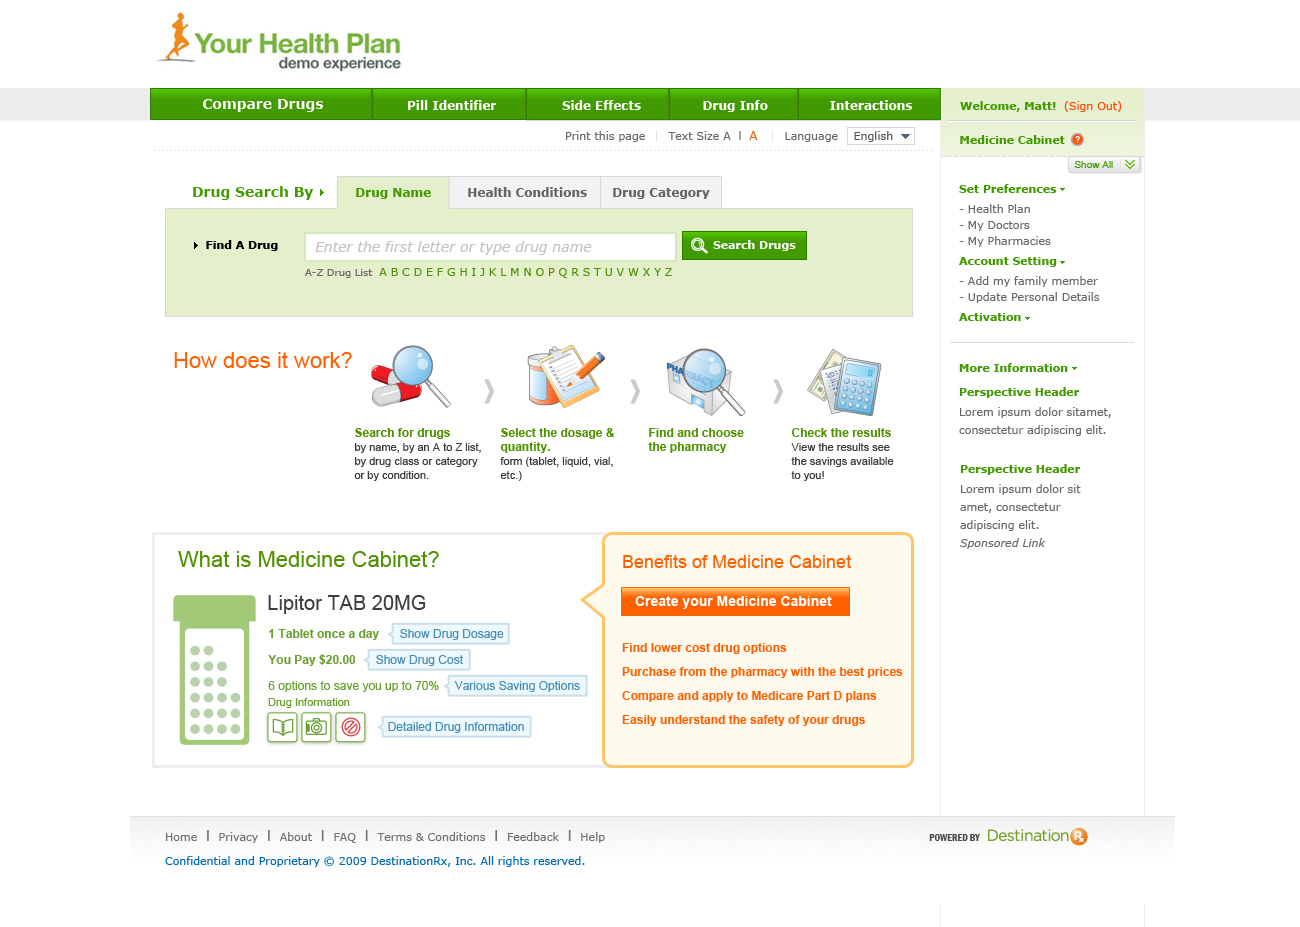 Your Health Plan
demo experience
Compare Drugs
Pill Identifier
Side Effects
Drug Info
Interactions
Welcome, Matt! (Sign Out)
Print this page
Text Size A I A
Language
English
Medicine Cabinet ?
Show All
Drug Search By
Drug Name
Health Conditions
Drug Category
Find A Drug
Enter the first letter or type drug name
Search Drugs
A-Z Drug List A B C D E F G H I J K L M N O P Q R S T U V W X Y Z
Set Preferences
- Health Plan
- My Doctors
- My Pharmacies
Account Setting
- Add my family member
- Update Personal Details
Activation
More Information
Perspective Header
Lorem ipsum dolor sitamet,
consectetur adipiscing elit.
Perspective Header
Lorem ipsum dolor sit
amet, consectetur
adipiscing elit.
Sponsored Link
How does it work?
PHARMACY
Search for drugs
by name, by an A to Z list,
by drug class or category
or by condition.
Select the dosage &
quantity.
form (tablet, liquid, vial,
etc.)
Find and choose
the pharmacy
Check the results
View the results see
the savings available
to you!
What is Medicine Cabinet?
Lipitor TAB 20MG
1 Tablet once a day
Show Drug Dosage
You Pay $20.00
Show Drug Cost
6 options to save you up to 70%
Various Saving Options
Drug Information
Detailed Drug Information
Benefits of Medicine Cabinet
Create your Medicine Cabinet
Find lower cost drug options
Purchase from the pharmacy with the best prices
Compare and apply to Medicare Part D plans
Easily understand the safety of your drugs
Home I Privacy I About I FAQ I Terms & Conditions I Feedback I Help
Confidential and Proprietary © 2009 DestinationRx, Inc. All rights reserved.
POWERED BY DestinationRx